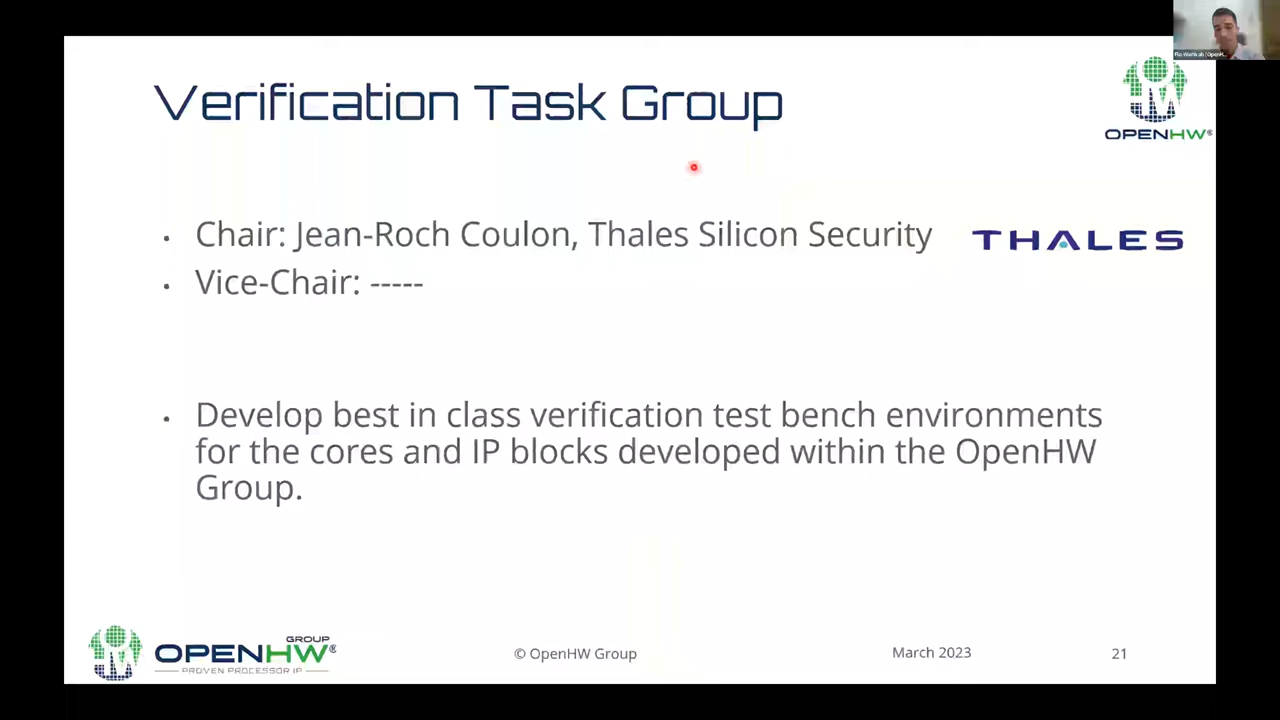 Verification Task Group
OPENHW®
• Chair: Jean-Roch Coulon, Thales Silicon Security
THALES
• Vice-Chair: -----
• Develop best in class verification test bench environments
for the cores and IP blocks developed within the OpenHW
Group.
GROUP
OPENHW®
PROVEN PROCESSOR IP
© OpenHW Group
March 2023
21